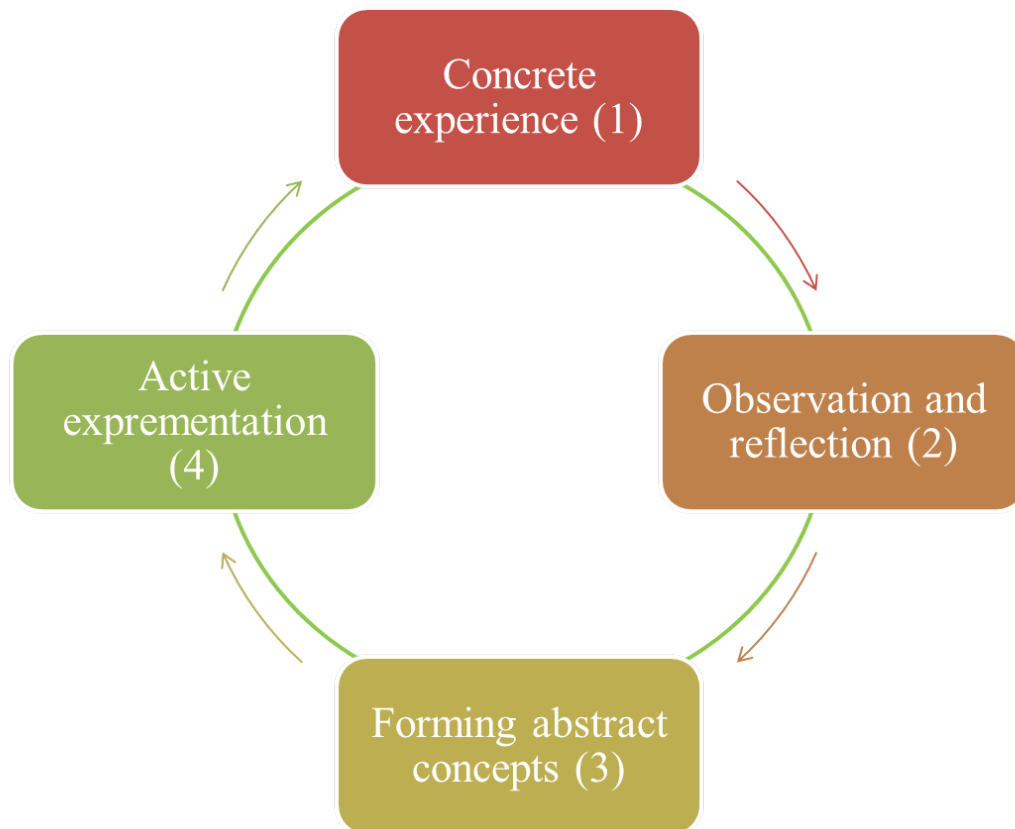 Concrete
experience (1)
Observation and
reflection (2)
Forming abstract
concepts (3)
Active
exprementation
(4)